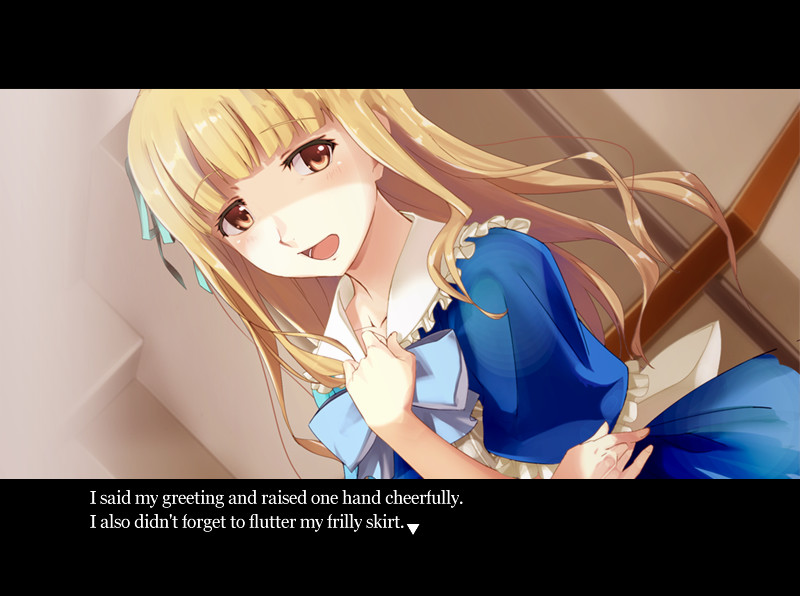 I said my greeting and raised one hand cheerfully.
I also didn't forget to flutter my frilly skirt.